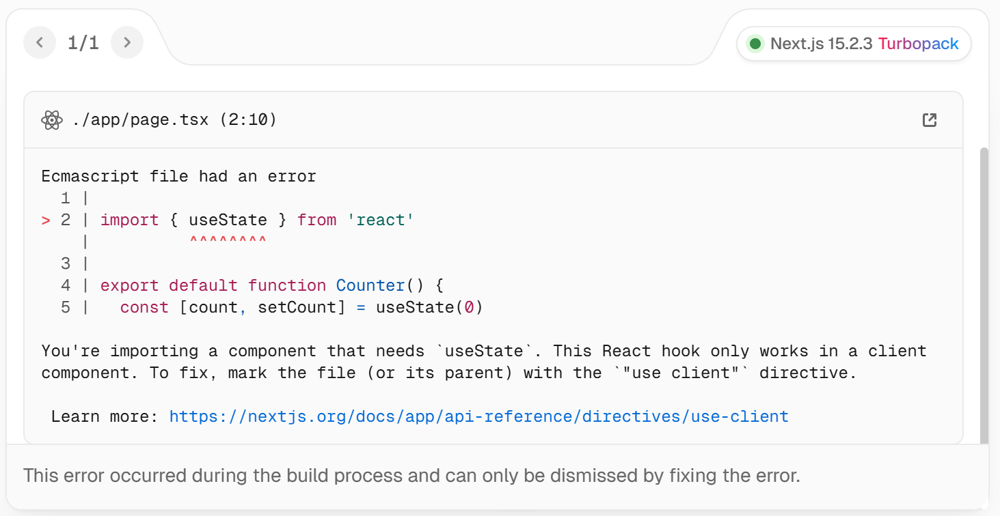 1/1
Next.js 15.2.3 Turbopack
./app/page.tsx (2:10)
Ecmascript file had an error
  1 |
> 2 | import { useState } from 'react'
    |          ^^^^^^^^
  3 |
  4 | export default function Counter() {
  5 |   const [count, setCount] = useState(0)
You're importing a component that needs `useState`. This React hook only works in a client
component. To fix, mark the file (or its parent) with the `"use client"` directive.
 Learn more: https://nextjs.org/docs/app/api-reference/directives/use-client
This error occurred during the build process and can only be dismissed by fixing the error.